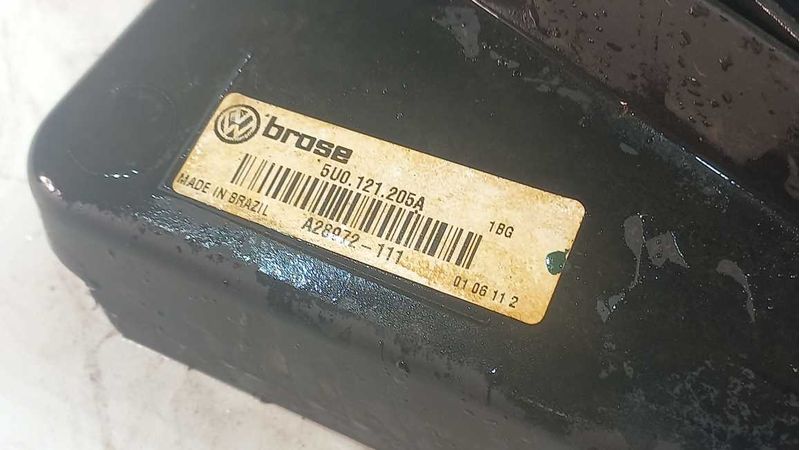 brose
5U0.121.205A
1BG
MADE IN BRAZIL
A28972-111
01 06 11 2